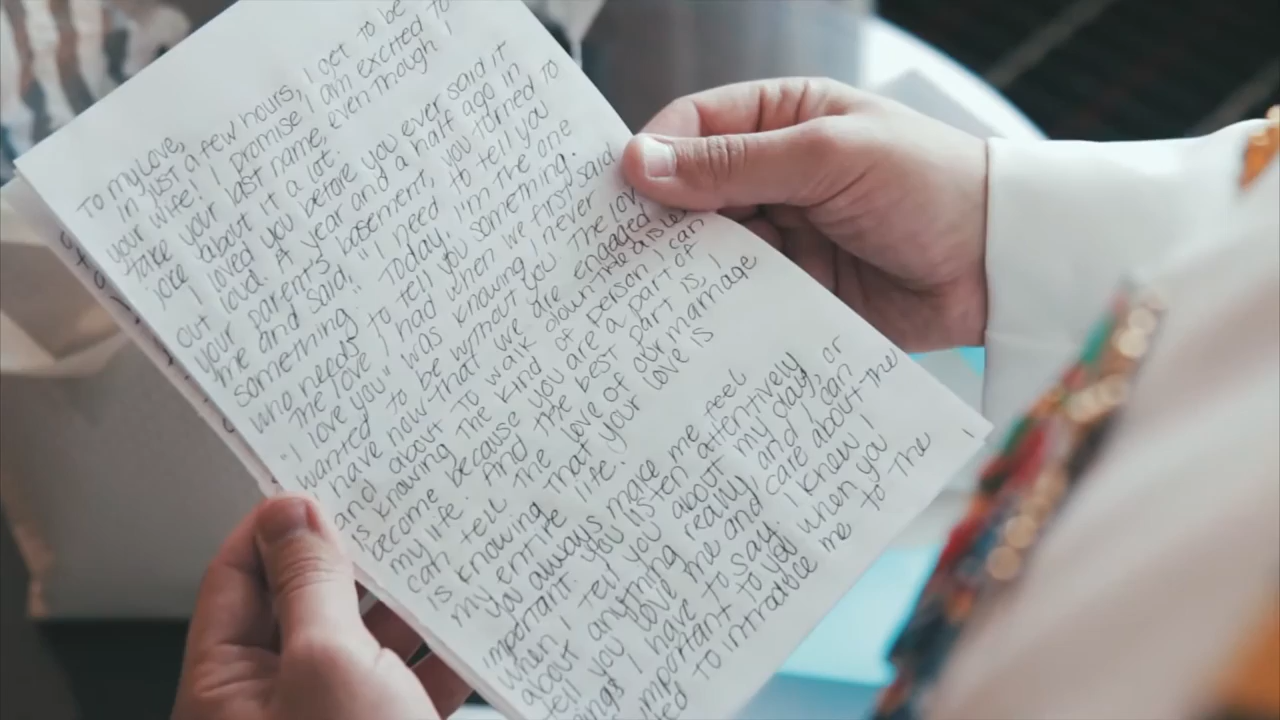 To my love,
In just a few hours, I get to be
your wife! I promise I am excited to
take your last name, even though I
joke about it a lot.
I loved you before you ever said it
out loud. A year and a half ago in
your parent's basement, you turned to
me and said, "I need to tell you
something." Today, I'm the one
who needs to tell you something.
The love I had when we first said
"I love you" was knowing I never
wanted to be without you. The love
I have now that we are engaged
and about to walk down the aisle
is knowing the kind of person I can
become because you are a part of
my life. And the best part is, I
can tell the love of our marriage
is knowing that your love is
my entire life.
You always make me feel
important. You listen attentively
when I tell you about my day, or
about anything really, and I can
tell you love me and care about the
I have to say. I knew I
important to you when you
to introduce me to the